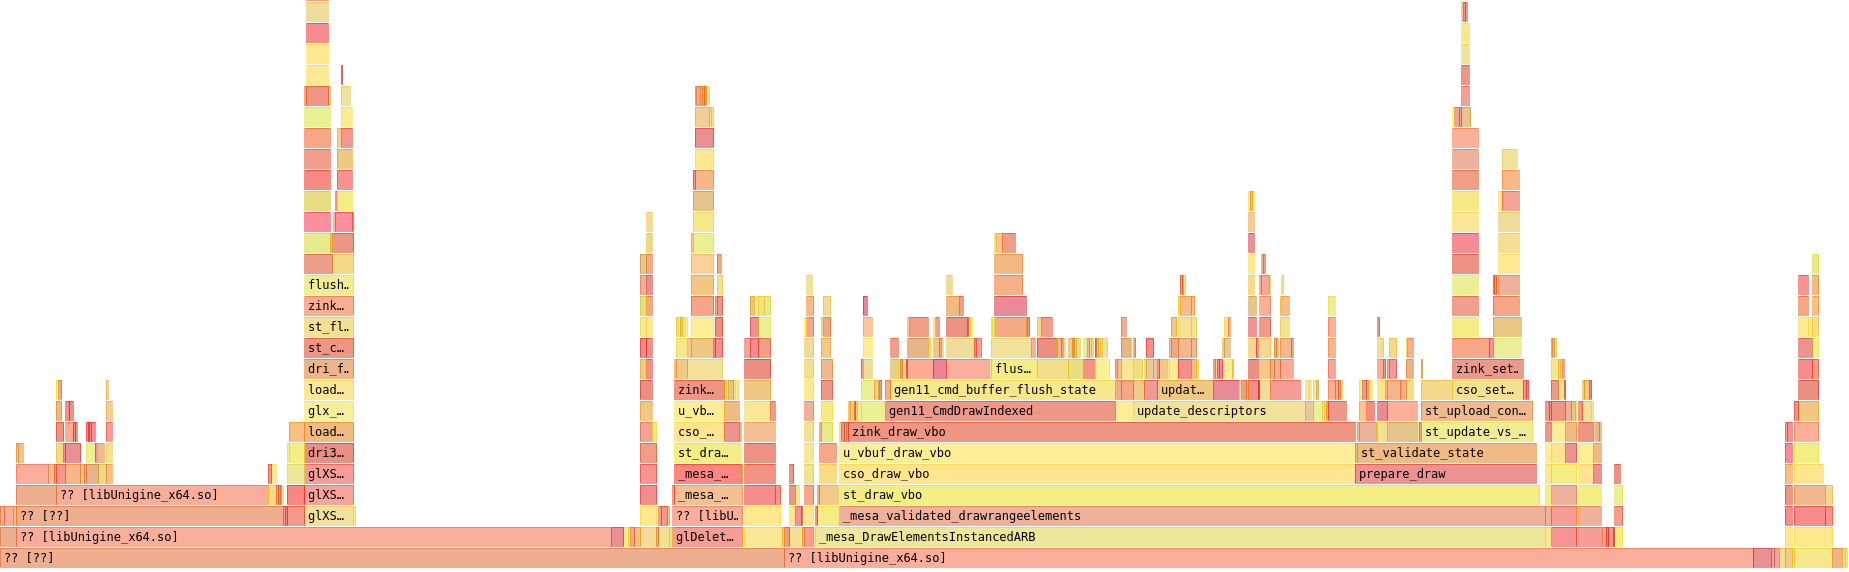 flush…
zink…
st_fl…
st_c…
dri_f…
zink_set…
flus…
load…
zink…
gen11_cmd_buffer_flush_state
updat…
cso_set…
glx_…
u_vb…
gen11_CmdDrawIndexed
update_descriptors
st_upload_con…
load…
cso_…
zink_draw_vbo
st_update_vs_…
dri3…
st_dra…
u_vbuf_draw_vbo
st_validate_state
glXS…
_mesa_…
cso_draw_vbo
prepare_draw
?? [libUnigine_x64.so]
glXS…
_mesa_…
st_draw_vbo
?? [??]
glXS…
?? [libU…
_mesa_validated_drawrangeelements
?? [libUnigine_x64.so]
glDelet…
_mesa_DrawElementsInstancedARB
?? [??]
?? [libUnigine_x64.so]